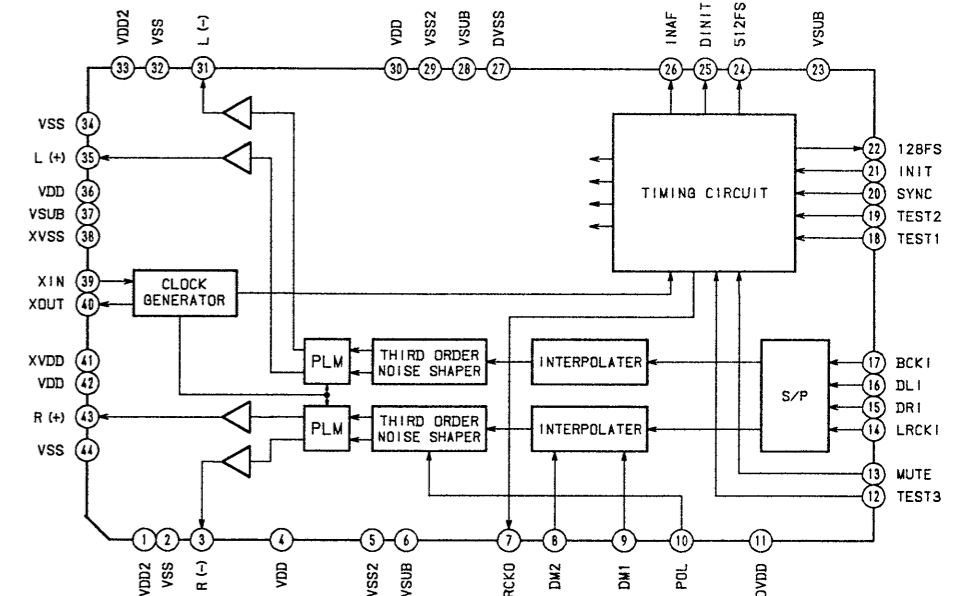 VDD2
VSS
L (-)
VDD
VSS2
VSUB
DVSS
INAF
DINIT
512FS
VSUB
33
32
31
30
29
28
27
26
25
24
23
VSS
34
L (+)
35
VDD
36
VSUB
37
XVSS
38
XIN
39
XOUT
40
XVDD
41
VDD
42
R (+)
43
VSS
44
TIMING CIRCUIT
CLOCK
GENERATOR
PLM
THIRD ORDER
NOISE SHAPER
INTERPOLATER
S/P
PLM
THIRD ORDER
NOISE SHAPER
INTERPOLATER
22
128FS
21
INIT
20
SYNC
19
TEST2
18
TEST1
17
BCKI
16
DLI
15
DRI
14
LRCKI
13
MUTE
12
TEST3
1
2
3
4
5
6
7
8
9
10
11
VDD2
VSS
R (-)
VDD
VSS2
VSUB
RCKO
DM2
DM1
POL